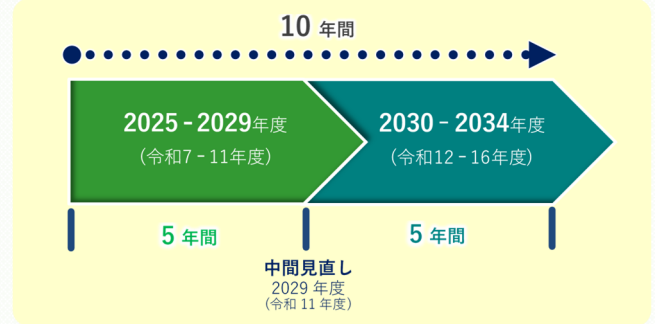 10 年間
2025-2029年度
(令和7-11年度)
2030-2034年度
(令和12-16年度)
5 年間
5 年間
中間見直し
2029 年度
(令和 11 年度)